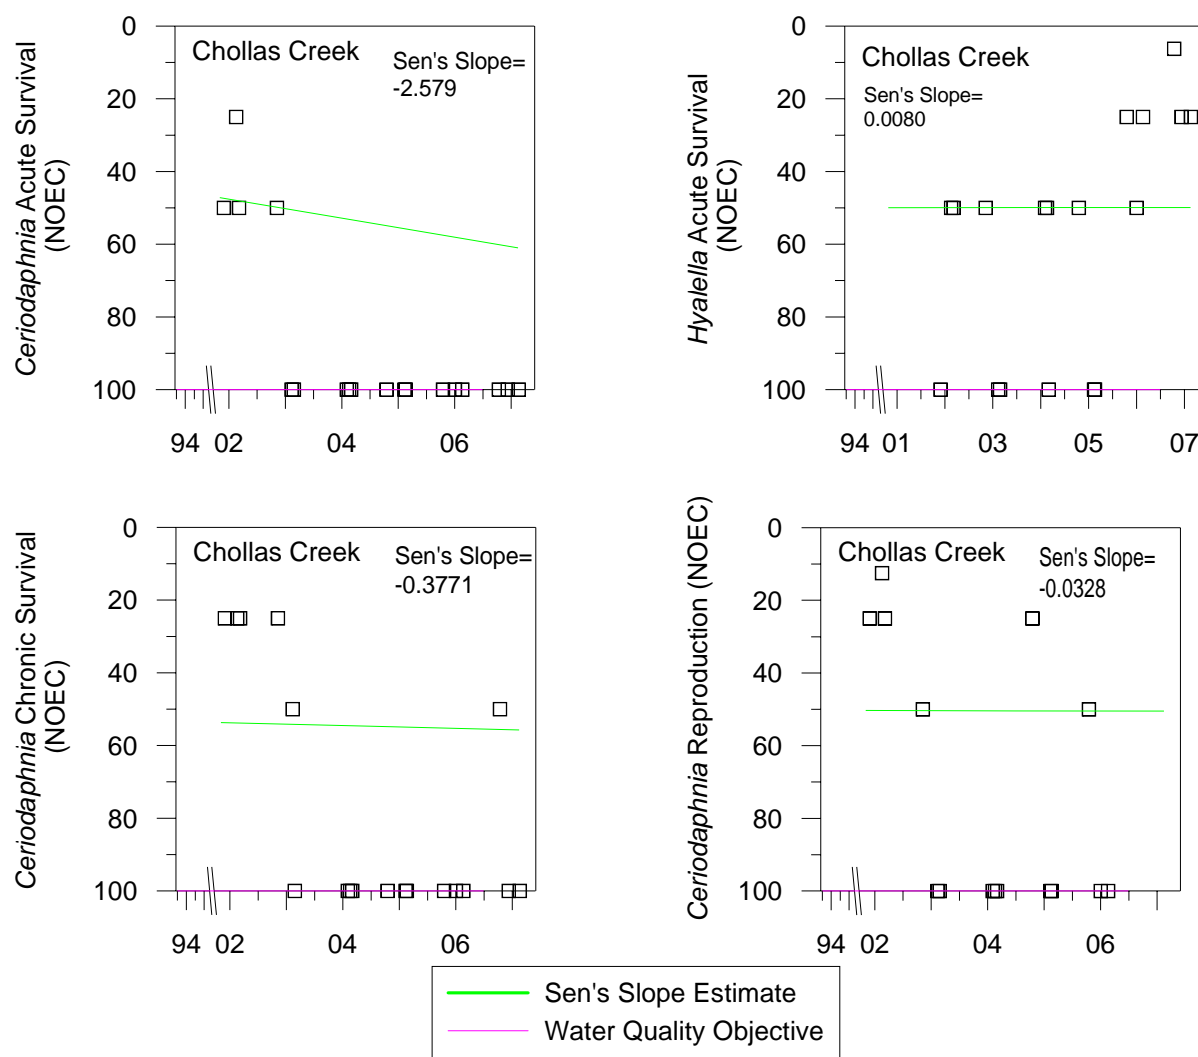 Ceriodaphnia Acute Survival
(NOEC)
0
20
40
60
80
100
Chollas Creek
Sen's Slope=
-2.579
94 02 04 06
Hyalella Acute Survival
(NOEC)
0
20
40
60
80
100
Chollas Creek
Sen's Slope=
0.0080
94 01 03 05 07
Ceriodaphnia Chronic Survival
(NOEC)
0
20
40
60
80
100
Chollas Creek
Sen's Slope=
-0.3771
94 02 04 06
Ceriodaphnia Reproduction (NOEC)
0
20
40
60
80
100
Chollas Creek
Sen's Slope=
-0.0328
94 02 04 06
Sen's Slope Estimate
Water Quality Objective